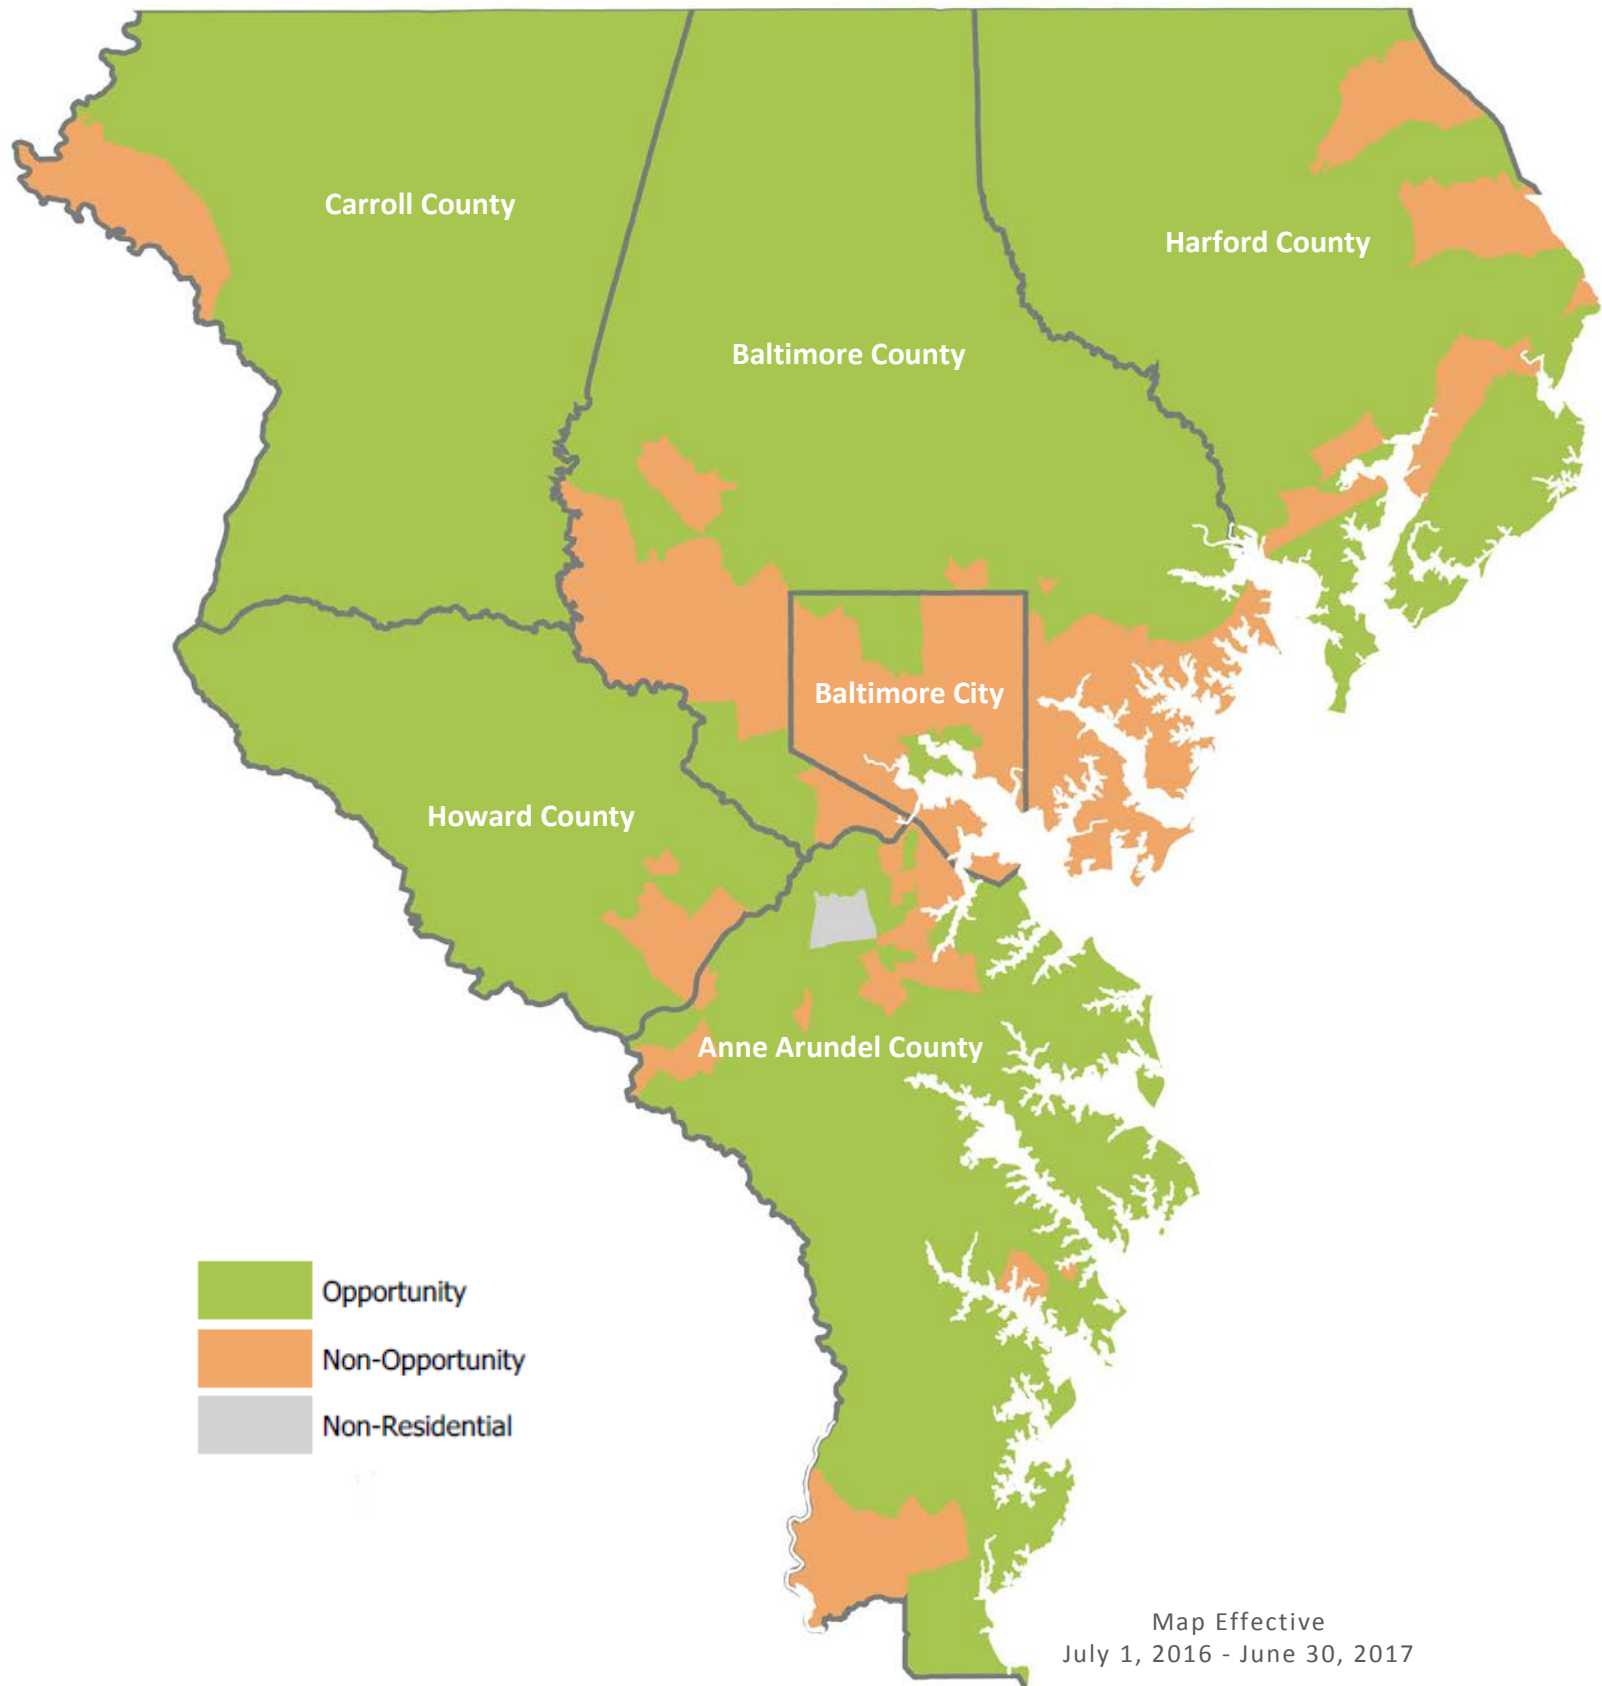 Carroll County
Harford County
Baltimore County
Baltimore City
Howard County
Anne Arundel County
Opportunity
Non-Opportunity
Non-Residential
Map Effective
July 1, 2016 - June 30, 2017